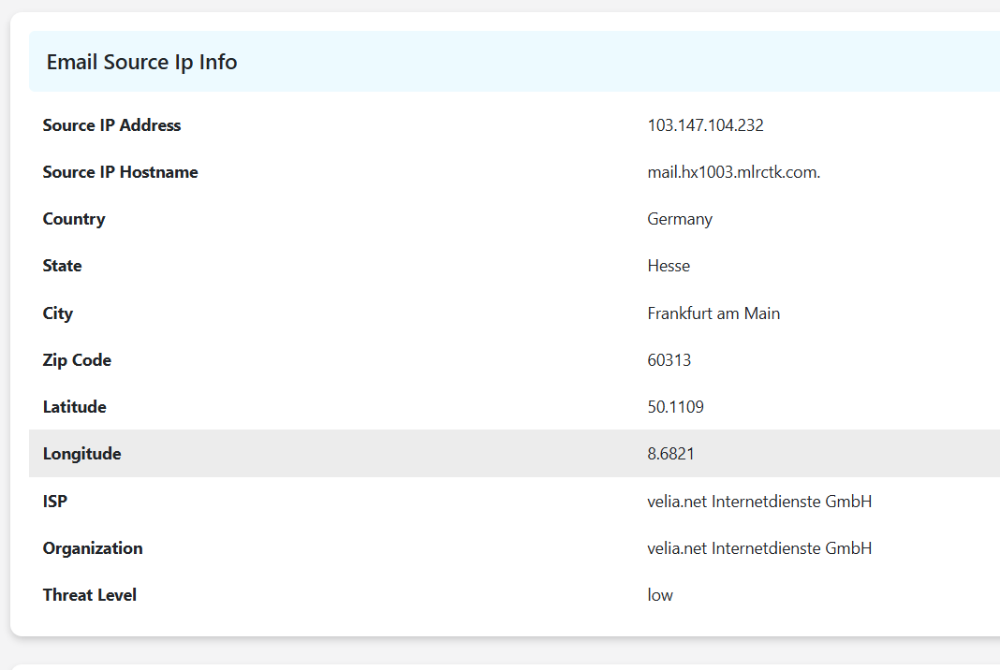 Email Source Ip Info
Source IP Address 103.147.104.232
Source IP Hostname mail.hx1003.mlrctk.com.
Country Germany
State Hesse
City Frankfurt am Main
Zip Code 60313
Latitude 50.1109
Longitude 8.6821
ISP velia.net Internetdienste GmbH
Organization velia.net Internetdienste GmbH
Threat Level low